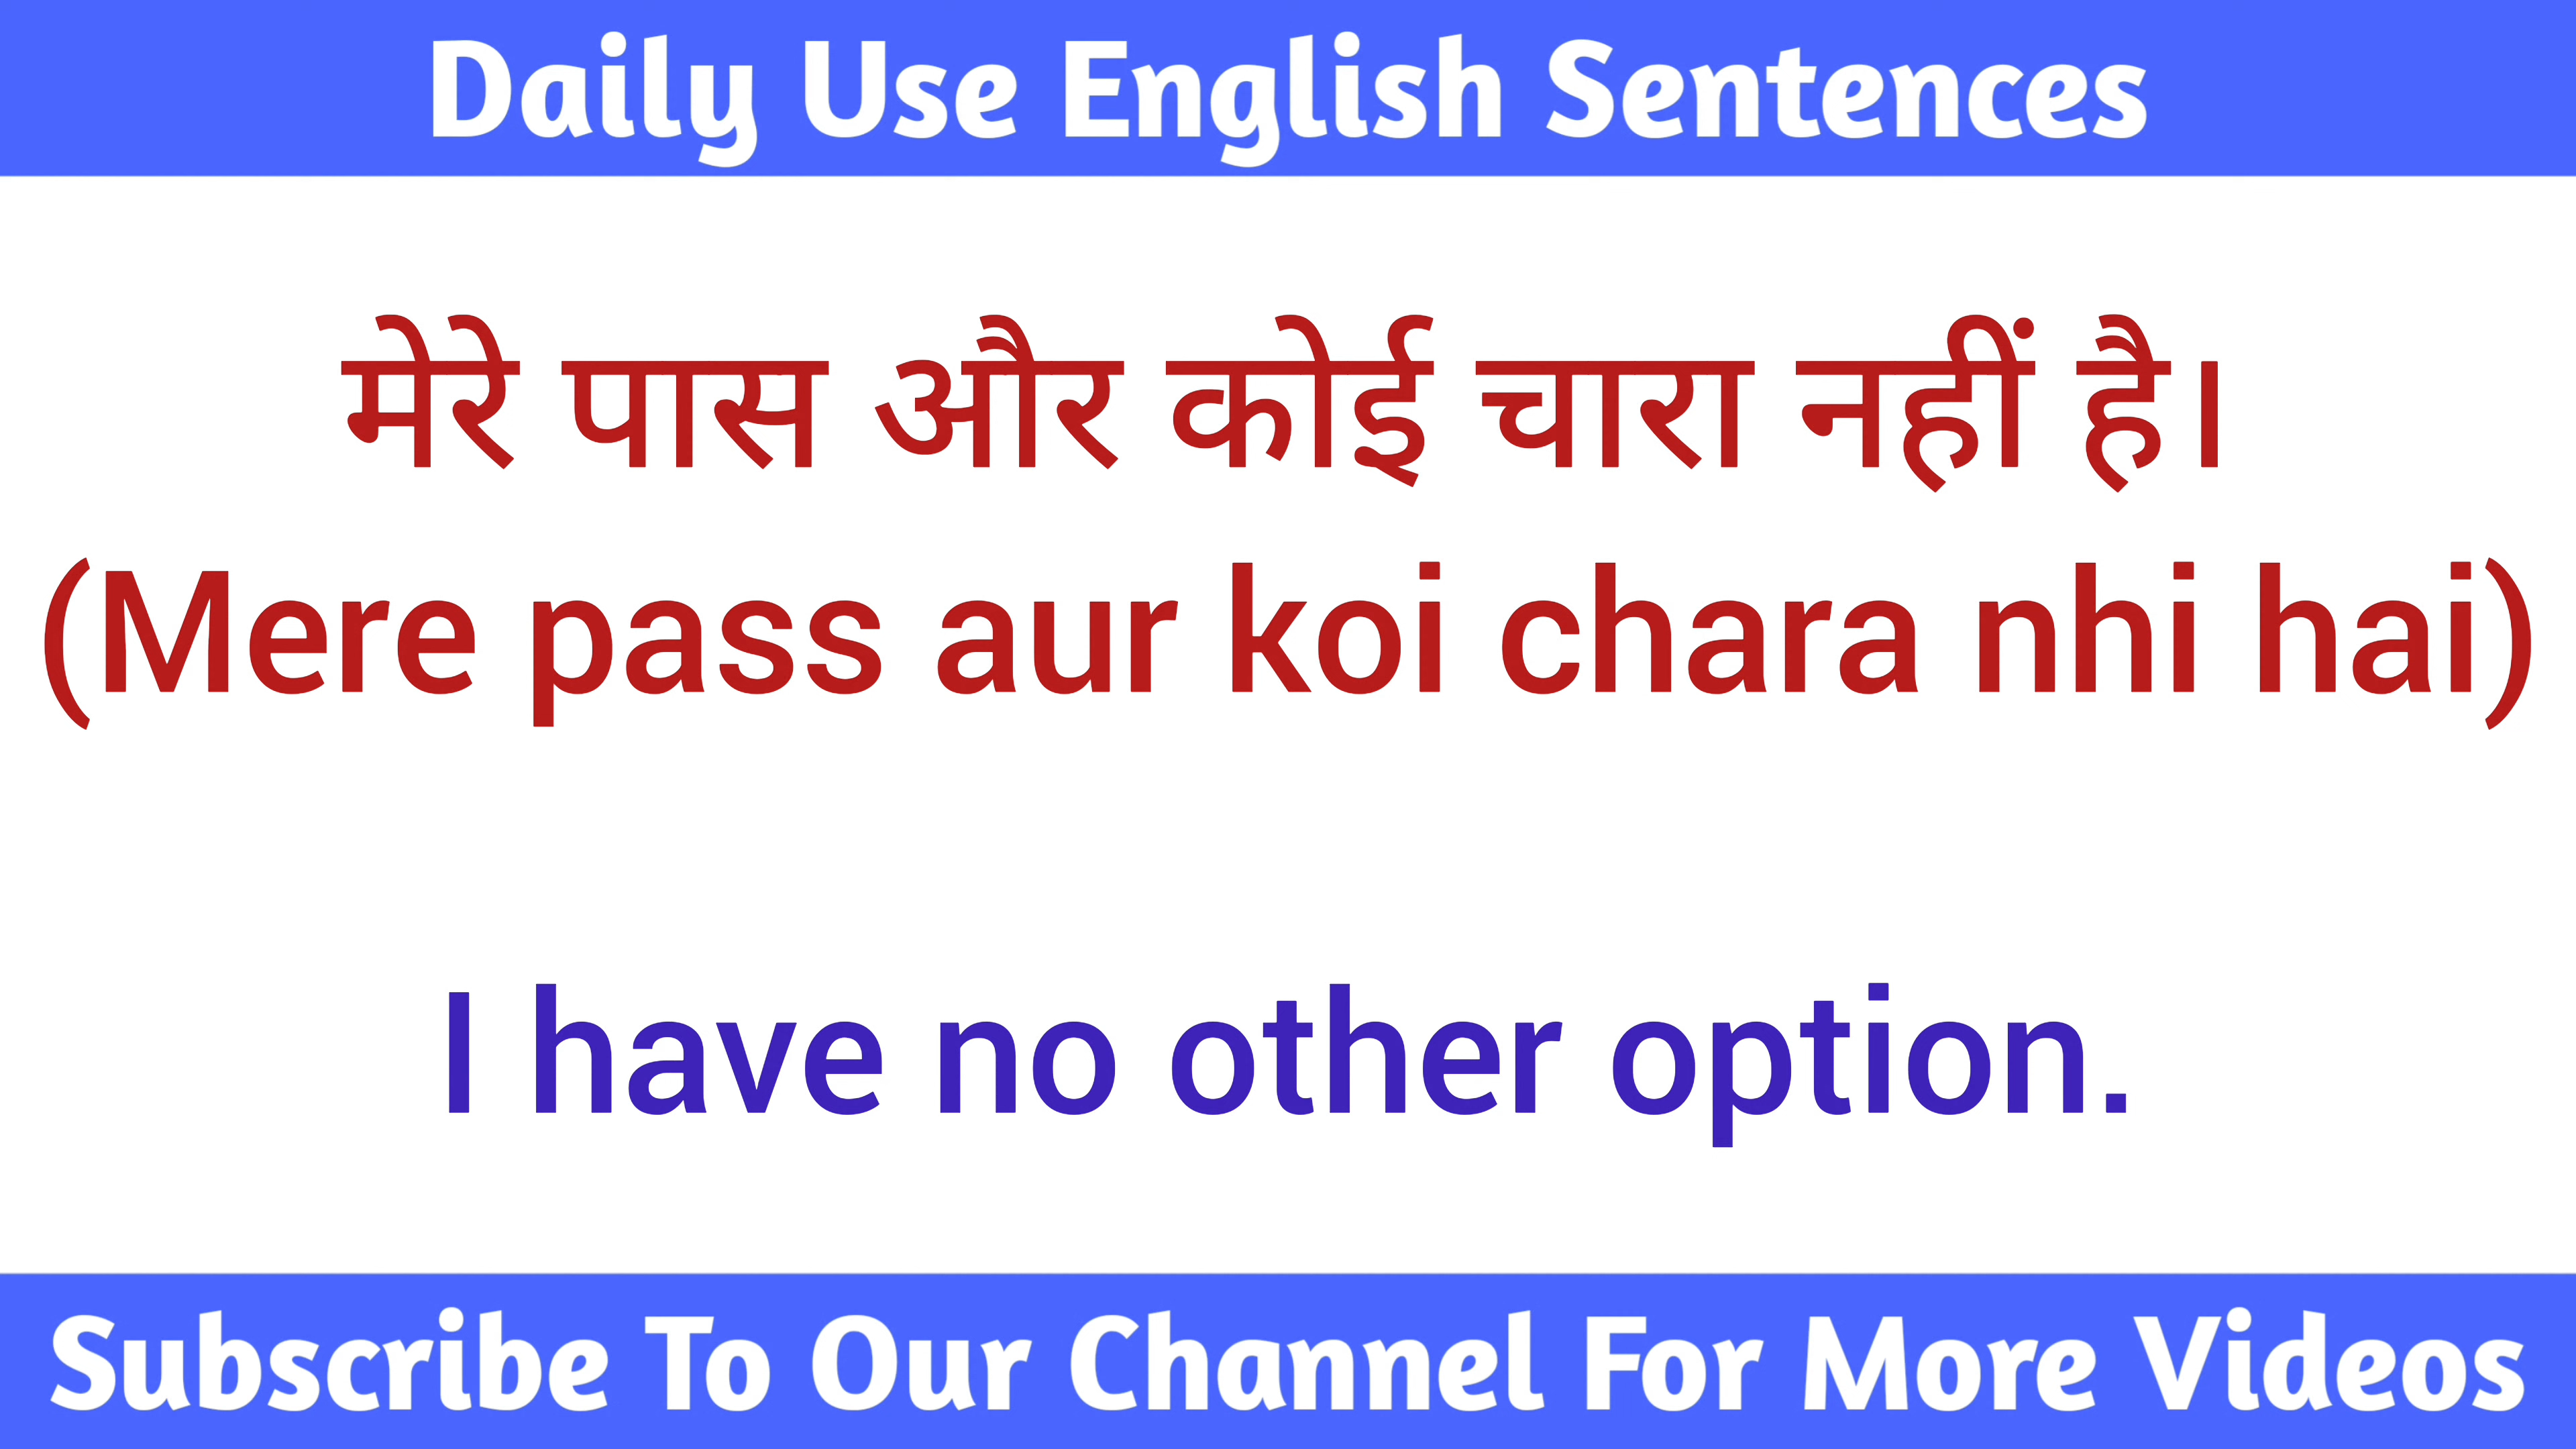 Daily Use English Sentences
मेरे पास और कोई चारा नहीं है।
(Mere pass aur koi chara nhi hai)
I have no other option.
Subscribe To Our Channel For More Videos